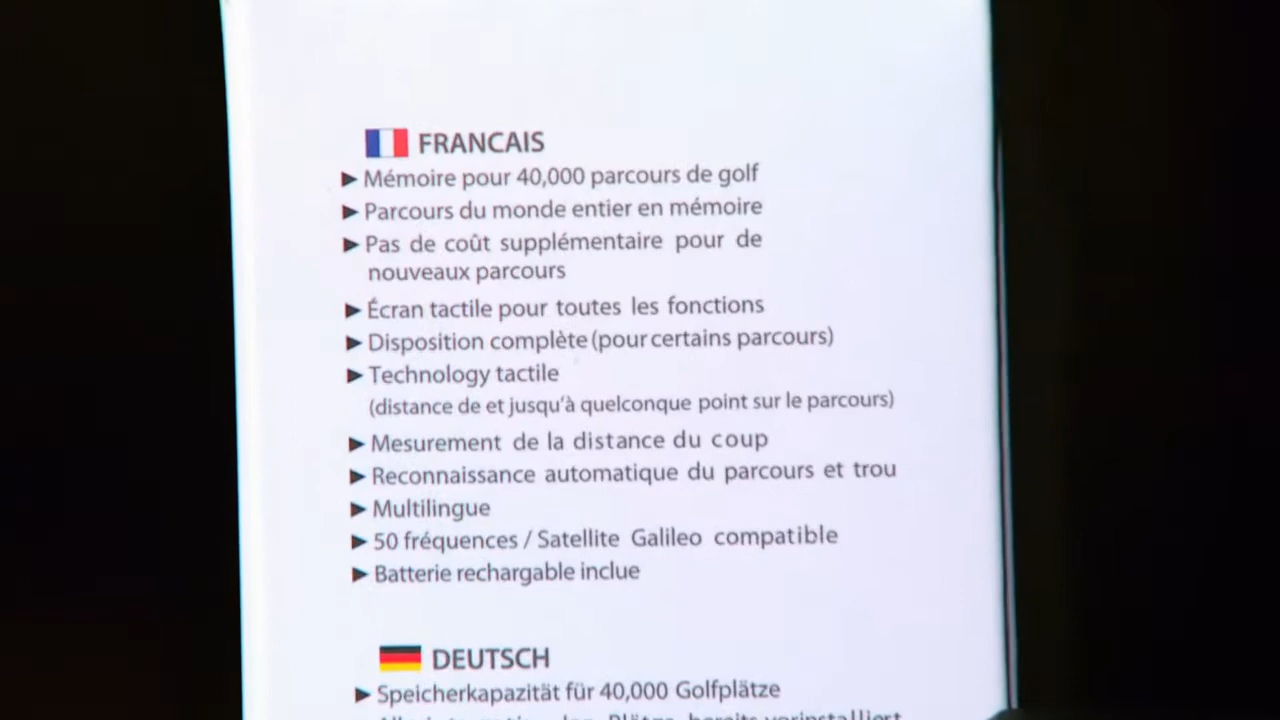 FRANCAIS
▶ Mémoire pour 40,000 parcours de golf
▶ Parcours du monde entier en mémoire
▶ Pas de coût supplémentaire pour de
nouveaux parcours
▶ Écran tactile pour toutes les fonctions
▶ Disposition complète (pour certains parcours)
▶ Technology tactile
(distance de et jusqu'à quelconque point sur le parcours)
▶ Mesurement de la distance du coup
▶ Reconnaissance automatique du parcours et trou
▶ Multilingue
▶ 50 fréquences / Satellite Galileo compatible
▶ Batterie rechargable inclue
DEUTSCH
▶ Speicherkapazität für 40,000 Golfplätze
Plätze bereits vorinstalliert